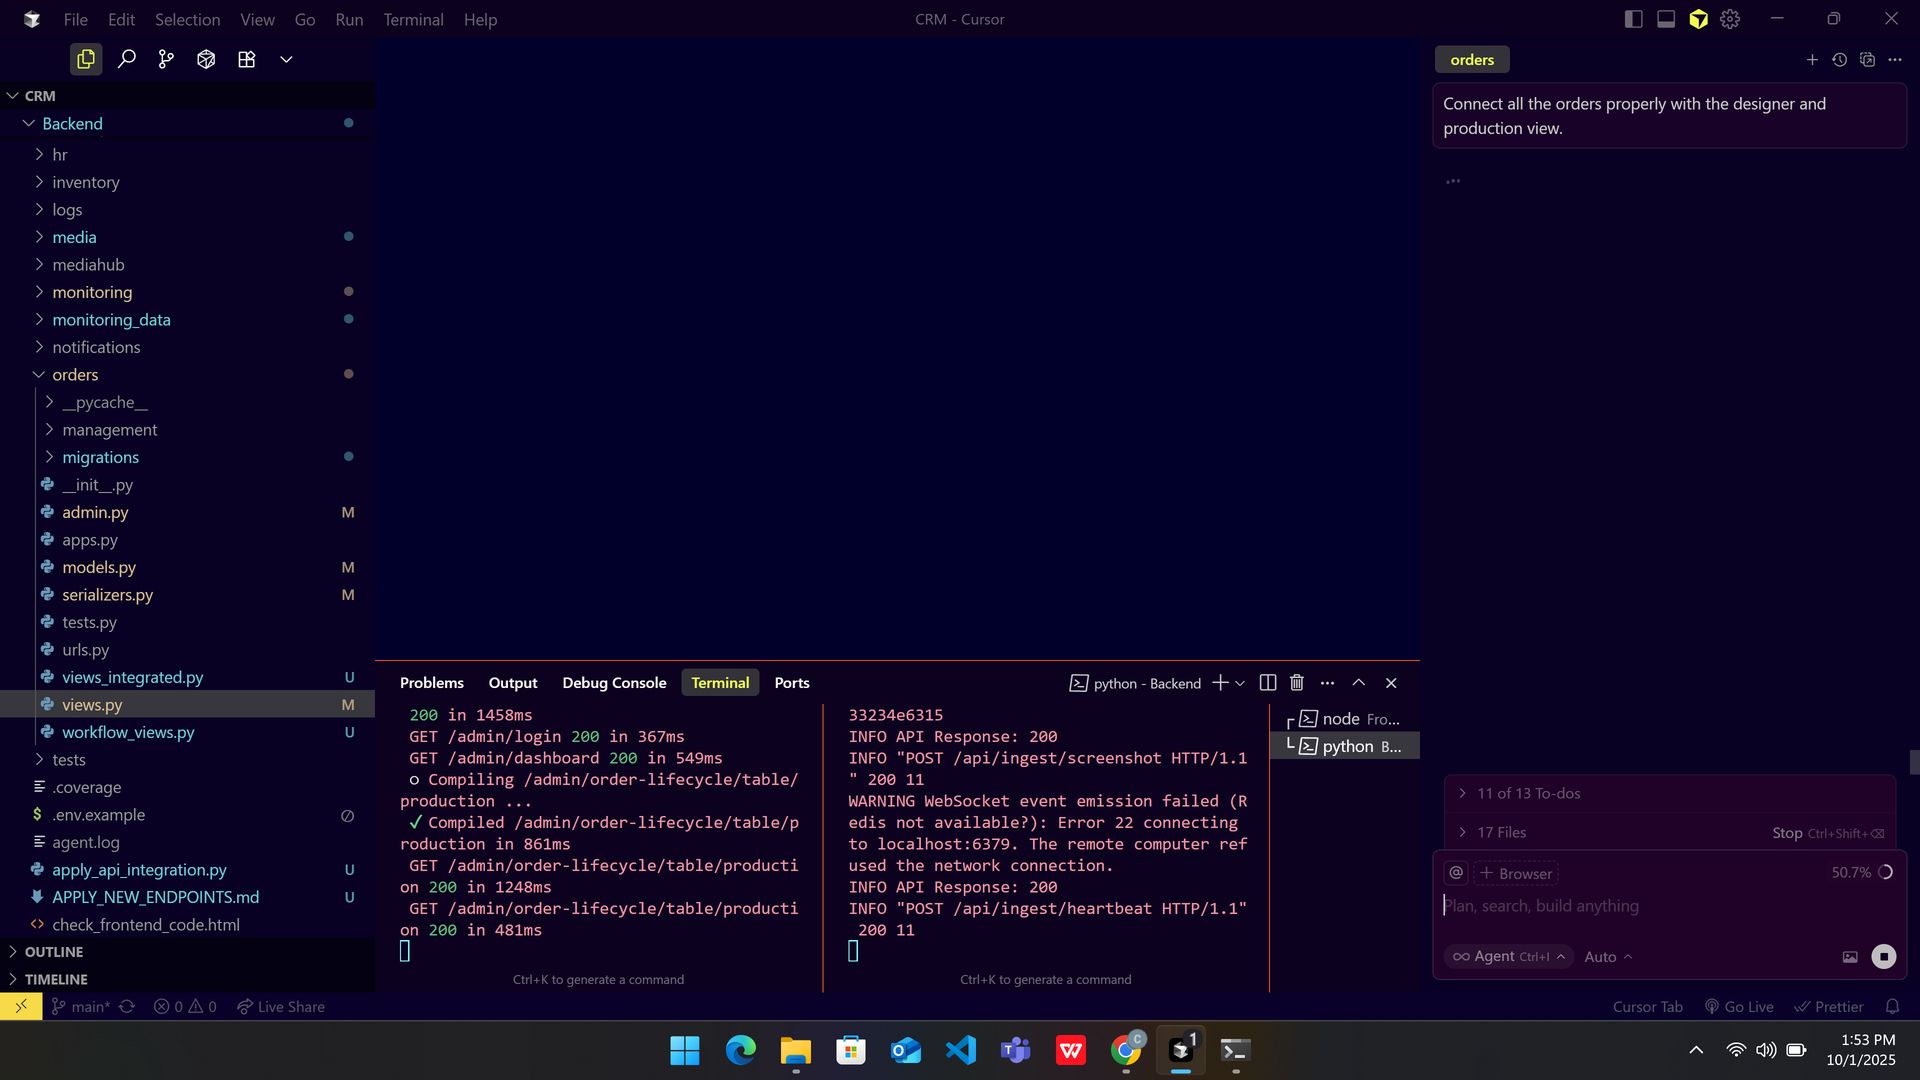 File Edit Selection View Go Run Terminal Help
CRM - Cursor
CRM
Backend
hr
inventory
logs
media
mediahub
monitoring
monitoring_data
notifications
orders
__pycache__
management
migrations
__init__.py
admin.py M
apps.py
models.py M
serializers.py M
tests.py
urls.py
views_integrated.py U
views.py M
workflow_views.py U
tests
.coverage
$ .env.example
agent.log
apply_api_integration.py U
APPLY_NEW_ENDPOINTS.md U
check_frontend_code.html
OUTLINE
TIMELINE
Problems Output Debug Console Terminal Ports
python - Backend
200 in 1458ms
GET /admin/login 200 in 367ms
GET /admin/dashboard 200 in 549ms
○ Compiling /admin/order-lifecycle/table/
production ...
✓ Compiled /admin/order-lifecycle/table/p
roduction in 861ms
GET /admin/order-lifecycle/table/producti
on 200 in 1248ms
GET /admin/order-lifecycle/table/producti
on 200 in 481ms
Ctrl+K to generate a command
33234e6315
INFO API Response: 200
INFO "POST /api/ingest/screenshot HTTP/1.1
" 200 11
WARNING WebSocket event emission failed (R
edis not available?): Error 22 connecting
to localhost:6379. The remote computer ref
used the network connection.
INFO API Response: 200
INFO "POST /api/ingest/heartbeat HTTP/1.1"
200 11
Ctrl+K to generate a command
node Fro...
python B...
orders
Connect all the orders properly with the designer and
production view.
11 of 13 To-dos
17 Files Stop Ctrl+Shift+⌫
@ + Browser 50.7%
Plan, search, build anything
∞ Agent Ctrl+I Auto
main* 0 0 Live Share
Cursor Tab Go Live Prettier
C
1
1:53 PM
10/1/2025